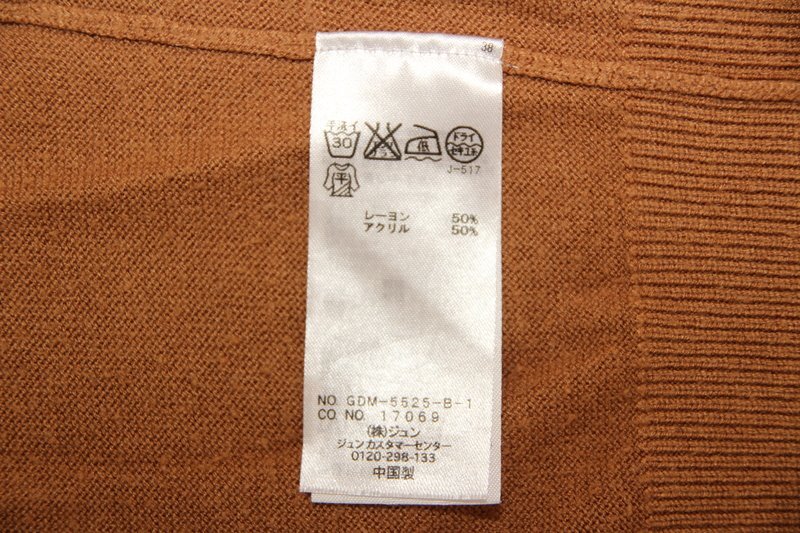 38
手洗イ
30
低
ドライ
セキユ系
J-517
平
レーヨン 50%
アクリル 50%
NO. GDM-5525-B-1
CO. NO. 17069
(株)ジュン
ジュンカスタマーセンター
0120-298-133
中国製